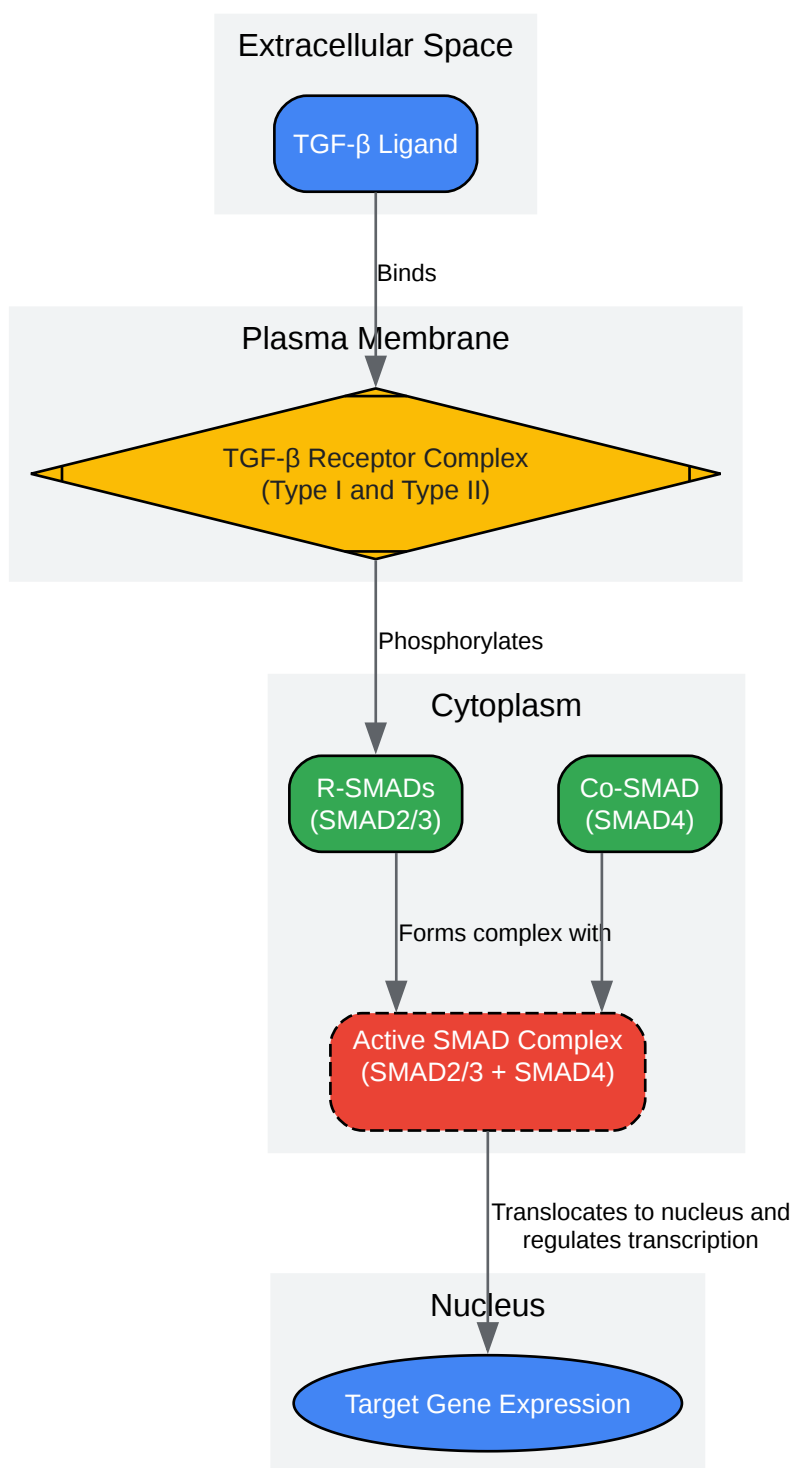 Extracellular Space
TGF-β Ligand
Binds
Plasma Membrane
TGF-β Receptor Complex
(Type I and Type II)
Phosphorylates
Cytoplasm
R-SMADs
(SMAD2/3)
Co-SMAD
(SMAD4)
Forms complex with
Active SMAD Complex
(SMAD2/3 + SMAD4)
Translocates to nucleus and
regulates transcription
Nucleus
Target Gene Expression